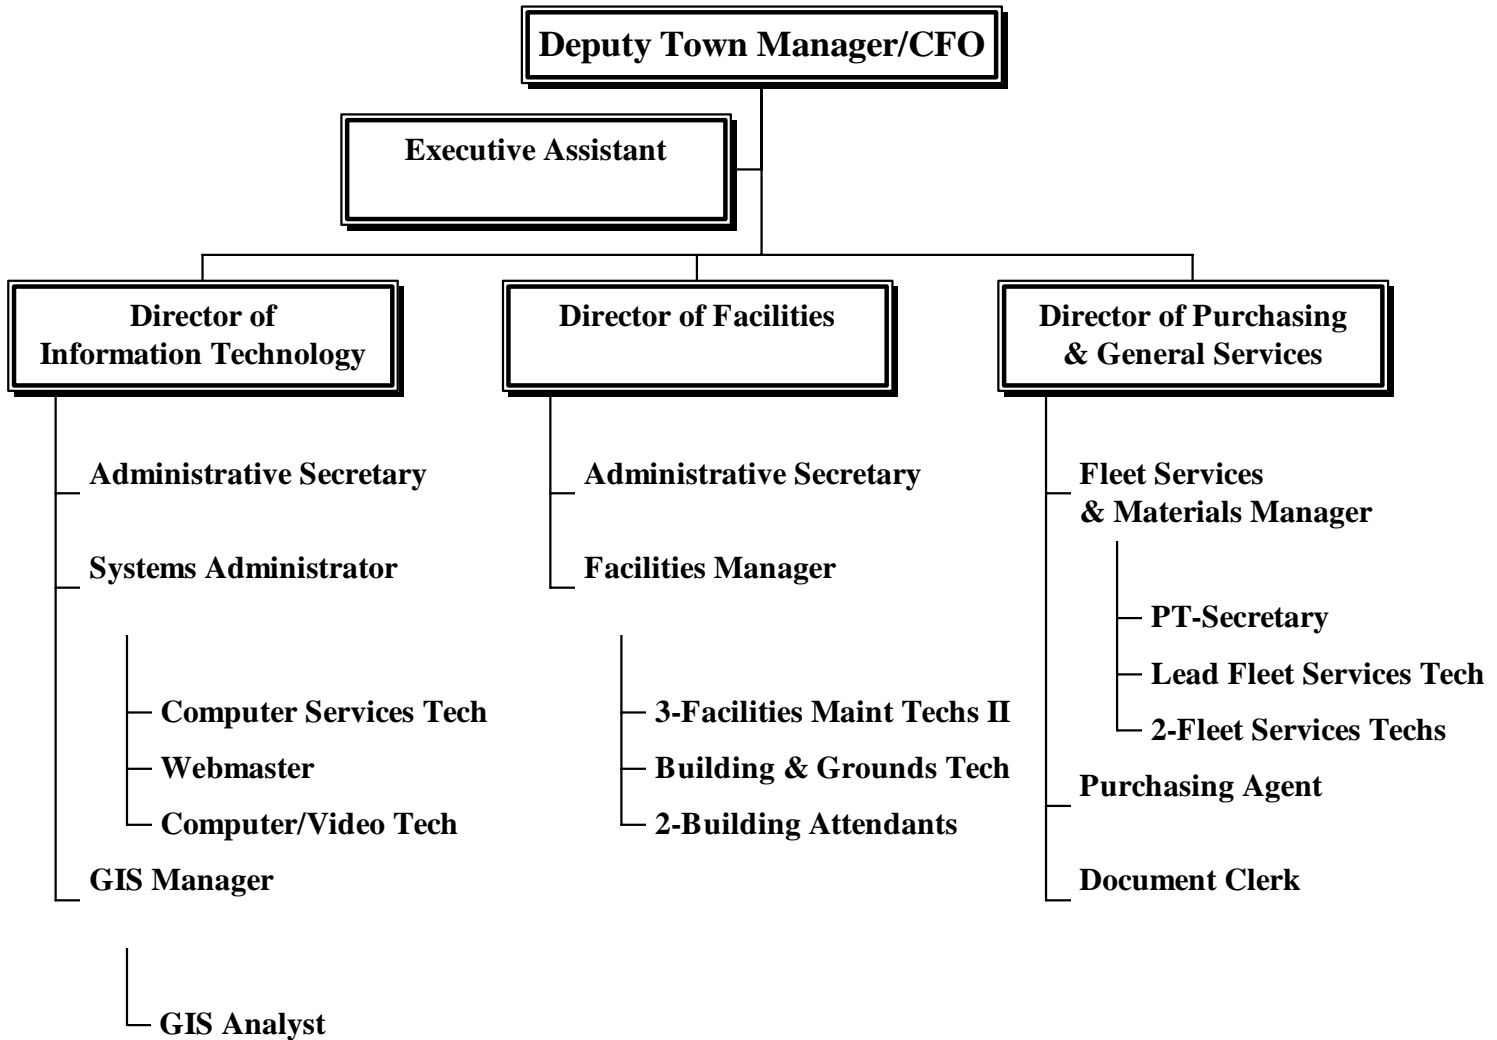 Deputy Town Manager/CFO
Executive Assistant
Director of
Information Technology
Administrative Secretary
Systems Administrator
Computer Services Tech
Webmaster
Computer/Video Tech
GIS Manager
GIS Analyst
Director of Facilities
Administrative Secretary
Facilities Manager
3-Facilities Maint Techs II
Building & Grounds Tech
2-Building Attendants
Director of Purchasing
& General Services
Fleet Services
& Materials Manager
PT-Secretary
Lead Fleet Services Tech
2-Fleet Services Techs
Purchasing Agent
Document Clerk